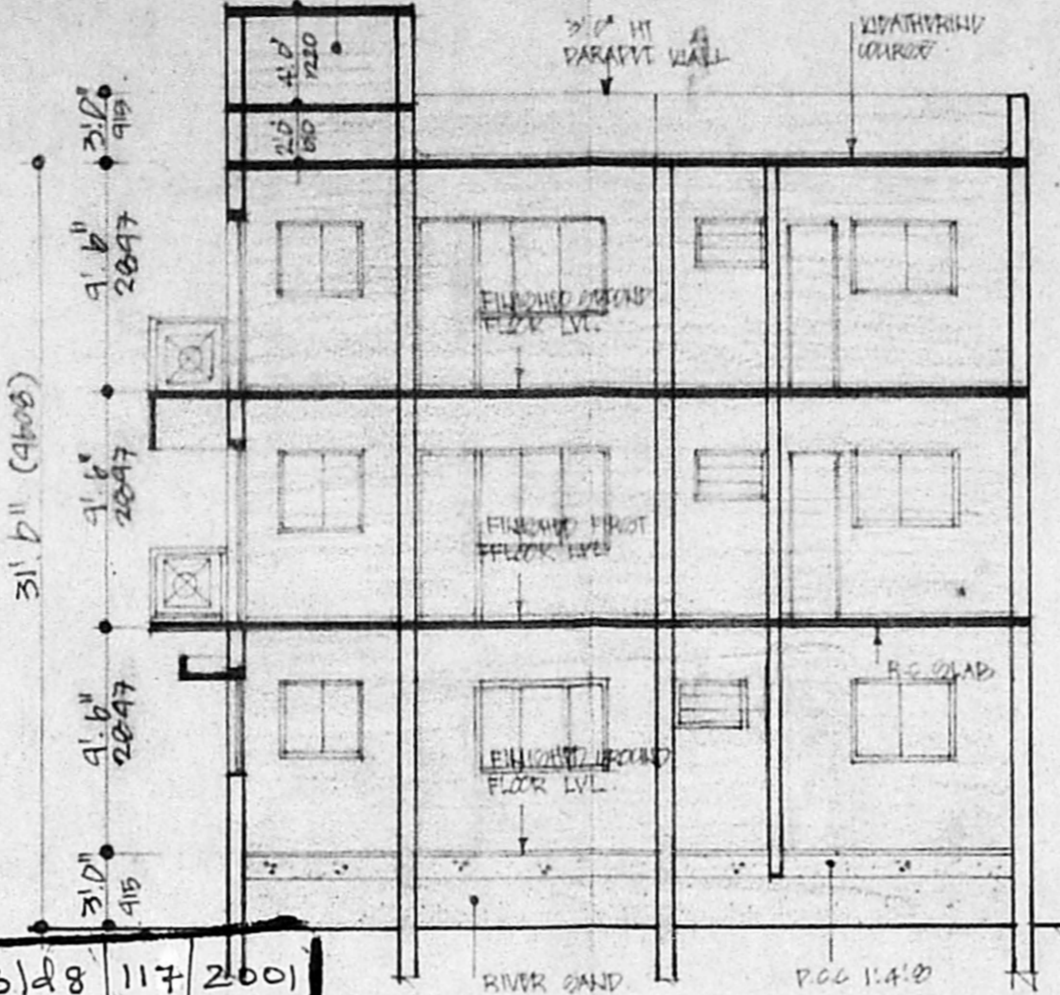 3'.0" HT
PARAPET WALL
WEATHERING
COURSE
4'.0"
1220
2'.0"
610
3'.0"
915
9'.6"
2897
9'.6"
2897
9'.6"
2897
3'.0"
915
31'.6"
FINISHED SECOND
FLOOR LVL.
FINISHED FIRST
FLOOR LVL.
R.C. SLAB
FINISHED GROUND
FLOOR LVL.
RIVER SAND.
P.C.C 1:4:8
117 2001